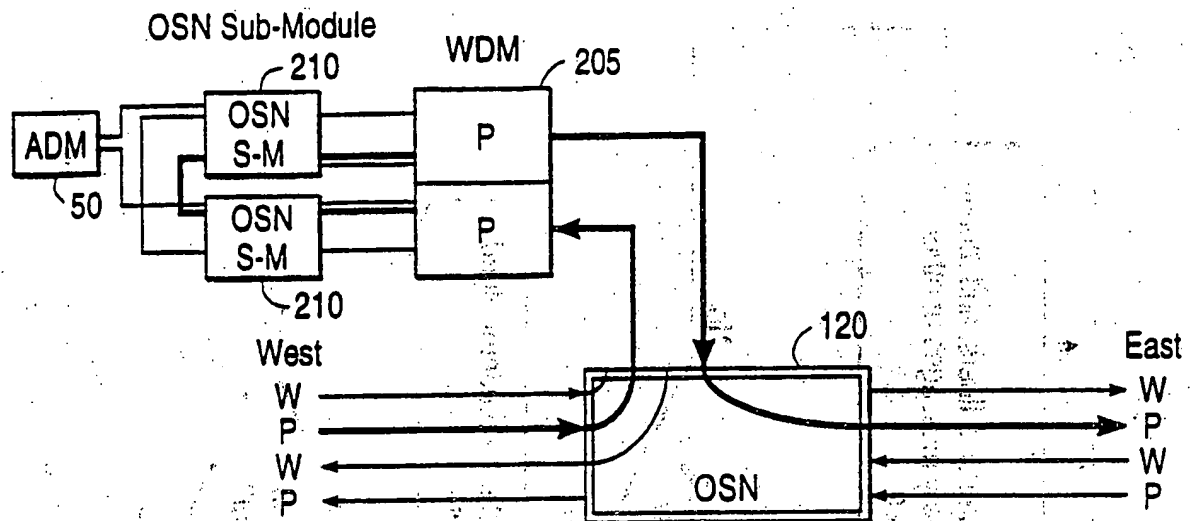 OSN Sub-Module
WDM
210
205
ADM
OSN
S-M
P
50
OSN
S-M
P
210
120
West
East
W
W
P
P
W
W
P
P
OSN